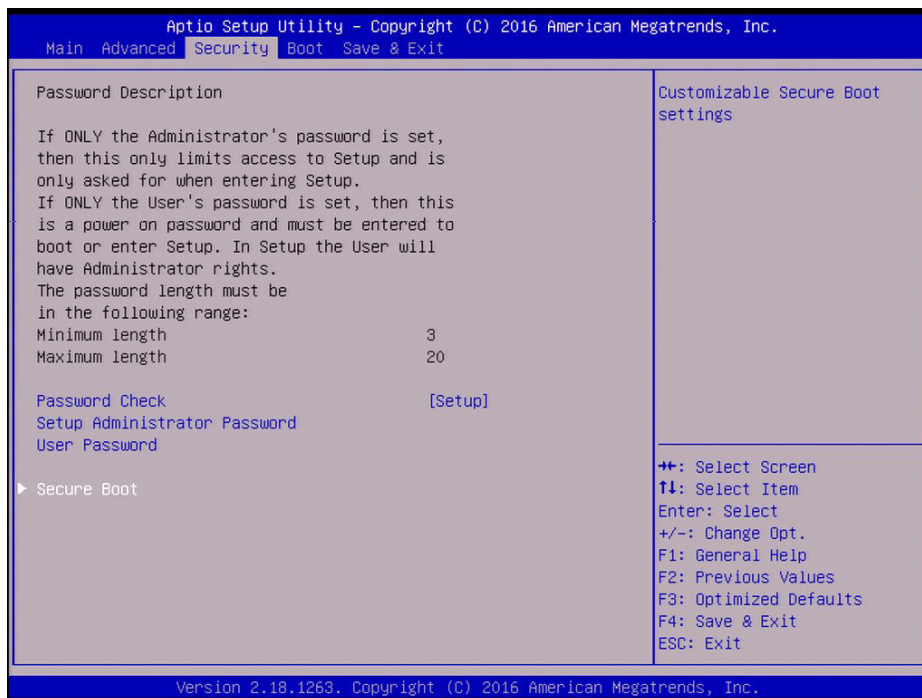 Aptio Setup Utility – Copyright (C) 2016 American Megatrends, Inc.
Main Advanced Security Boot Save & Exit
Password Description
If ONLY the Administrator's password is set,
then this only limits access to Setup and is
only asked for when entering Setup.
If ONLY the User's password is set, then this
is a power on password and must be entered to
boot or enter Setup. In Setup the User will
have Administrator rights.
The password length must be
in the following range:
Minimum length 3
Maximum length 20
Password Check [Setup]
Setup Administrator Password
User Password
Secure Boot
Customizable Secure Boot
settings
→←: Select Screen
↑↓: Select Item
Enter: Select
+/-: Change Opt.
F1: General Help
F2: Previous Values
F3: Optimized Defaults
F4: Save & Exit
ESC: Exit
Version 2.18.1263. Copyright (C) 2016 American Megatrends, Inc.